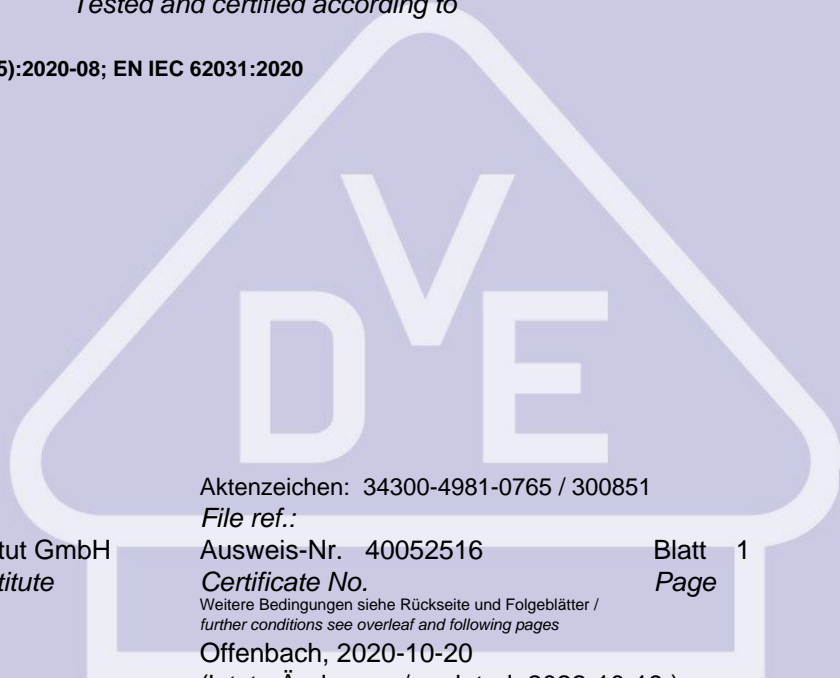 Tested and certified according to
5):2020-08; EN IEC 62031:2020
V
D E
Aktenzeichen: 34300-4981-0765 / 300851
File ref.:
tut GmbH Ausweis-Nr. 40052516 Blatt 1
titute Certificate No. Page
Weitere Bedingungen siehe Rückseite und Folgeblätter /
further conditions see overleaf and following pages
Offenbach, 2020-10-20